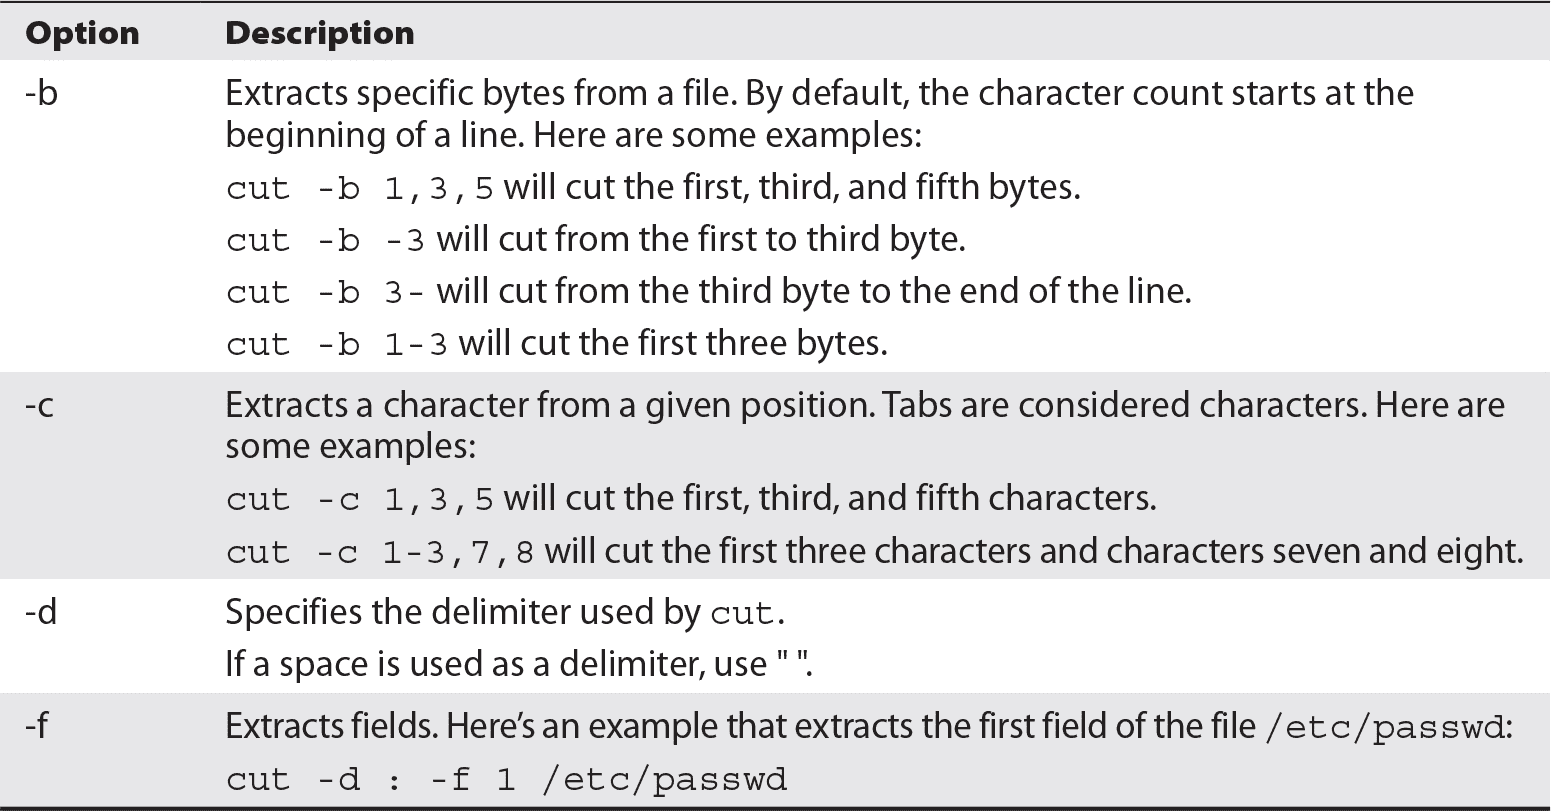 Option Description
-b Extracts specific bytes from a file. By default, the character count starts at the
beginning of a line. Here are some examples:
cut -b 1,3,5 will cut the first, third, and fifth bytes.
cut -b -3 will cut from the first to third byte.
cut -b 3- will cut from the third byte to the end of the line.
cut -b 1-3 will cut the first three bytes.
-c Extracts a character from a given position. Tabs are considered characters. Here are
some examples:
cut -c 1,3,5 will cut the first, third, and fifth characters.
cut -c 1-3,7,8 will cut the first three characters and characters seven and eight.
-d Specifies the delimiter used by cut.
If a space is used as a delimiter, use " ".
-f Extracts fields. Here’s an example that extracts the first field of the file /etc/passwd:
cut -d : -f 1 /etc/passwd